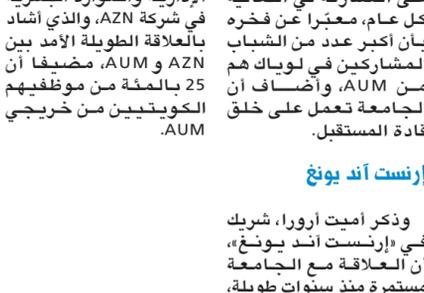 كل عام، معبّرا عن فخره
بأن أكبر عدد من الشباب
المشاركين في لوياك هم
من AUM، وأضاف أن
الجامعة تعمل على خلق
قادة المستقبل.
إرنست آند يونغ
وذكر أميت أرورا، شريك
في «إرنست آند يونغ»،
أن العلاقة مع الجامعة
مستمرة منذ سنوات طويلة،
في شركة AZN، والذي أشاد
بالعلاقة الطويلة الأمد بين
AZN و AUM، مضيفا أن
25 بالمئة من موظفيهم
الكويتيين من خريجي
AUM.